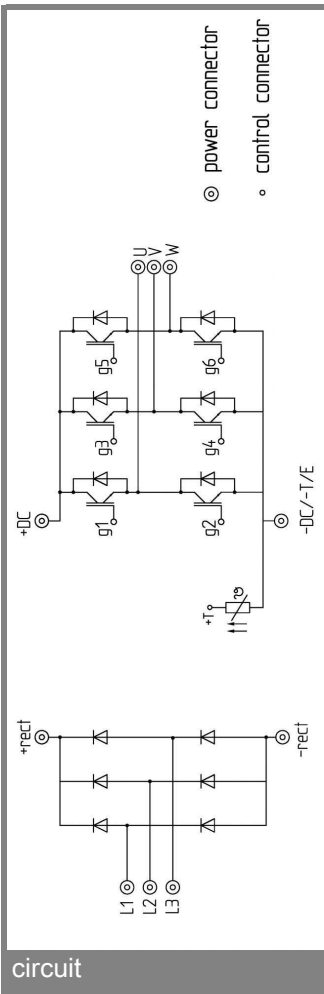 +rect
L1
L2
L3
-rect
+DC
g1
g3
g5
g2
g4
g6
U
V
W
+T
ϑ
-DC/-T/E
power connector
control connector
circuit